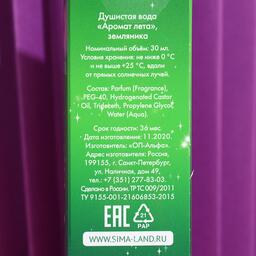 Душистая вода
«Аромат лета»,
земляника
Номинальный объём: 30 мл.
Условия хранения: не ниже 0 °С
и не выше +25 °С, вдали
от прямых солнечных лучей.
Состав: Parfum (Fragrance),
PEG-40, Hydrogenated Castor
Oil, Triglebeth, Propylene Glycol,
Water (Aqua).
Срок годности: 36 мес.
Дата изготовления: 11.2020.
Изготовитель: «ОП-Альфа».
Адрес изготовителя: Россия,
199155, г. Санкт-Петербург,
ул. Наличная, дом 49,
тел.: +7 (351) 277-83-03.
Сделано в России. ТР ТС 009/2011
ТУ 9155-001-21606853-2015
EAC
21
PAP
WWW.SIMA-LAND.RU